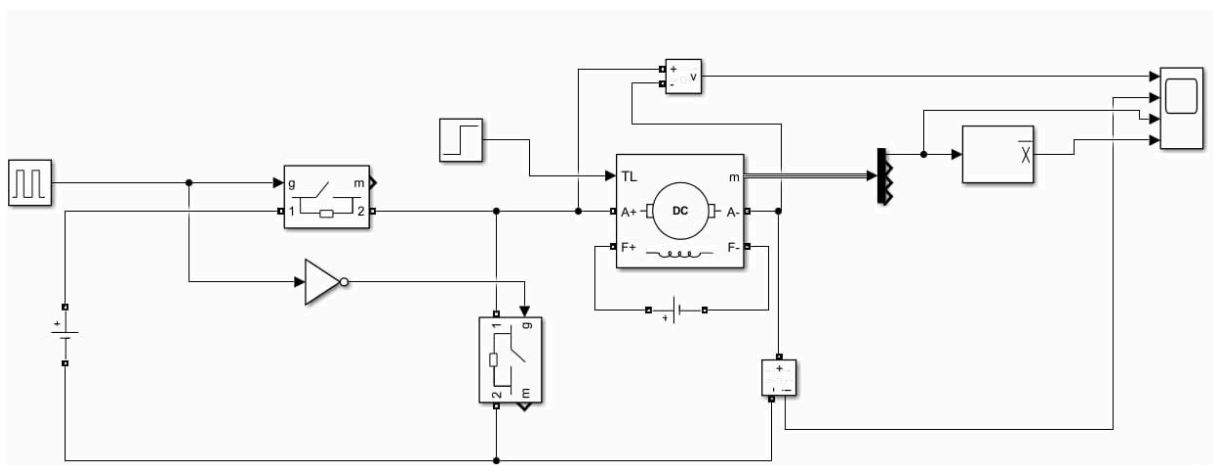 +
-
v
TL
m
A+
DC
A-
F+
F-
g
m
1
2
X
+
+
1
g
2
m
+
-
i